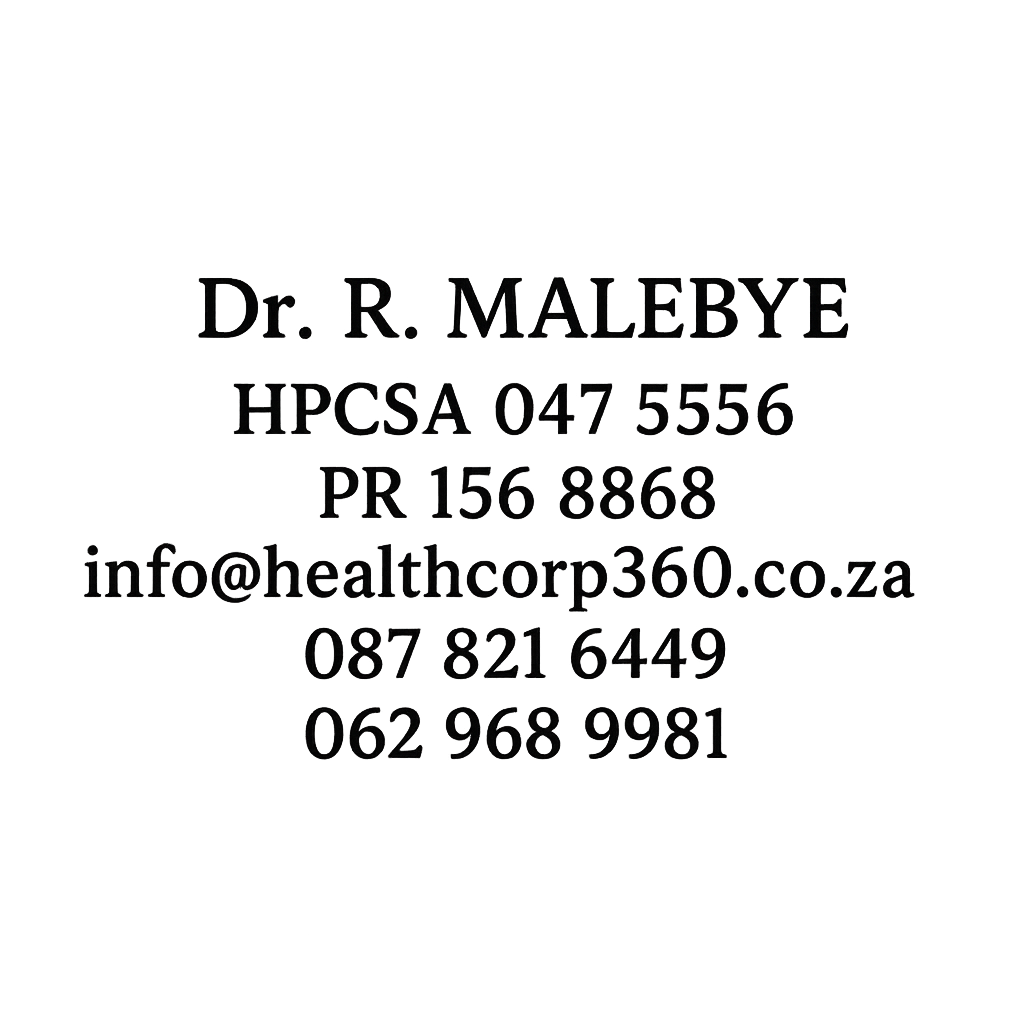 Dr. R. MALEBYE
HPCSA 047 5556
PR 156 8868
info@healthcorp360.co.za
087 821 6449
062 968 9981